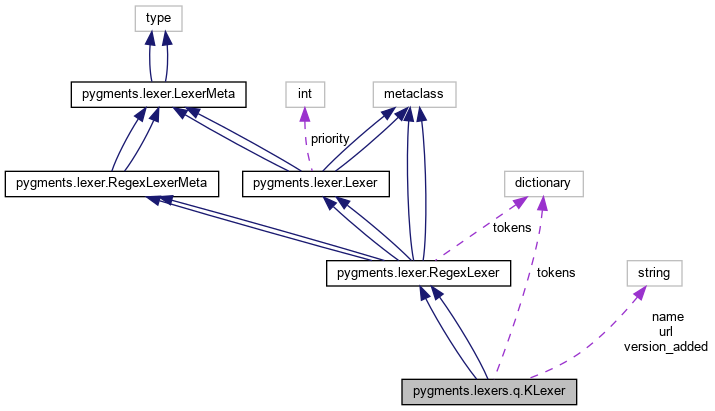 type
pygments.lexer.LexerMeta
int
metaclass
priority
pygments.lexer.RegexLexerMeta
pygments.lexer.Lexer
dictionary
tokens
pygments.lexer.RegexLexer
tokens
string
name
url
version_added
pygments.lexers.q.KLexer